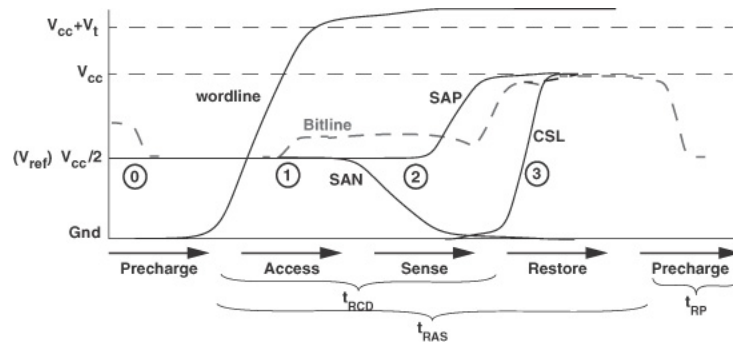 Vcc+Vt
Vcc
wordline
SAP
Bitline
CSL
(Vref) Vcc/2
0
1
SAN
2
3
Gnd
Precharge Access Sense Restore Precharge
tRCD
tRP
tRAS